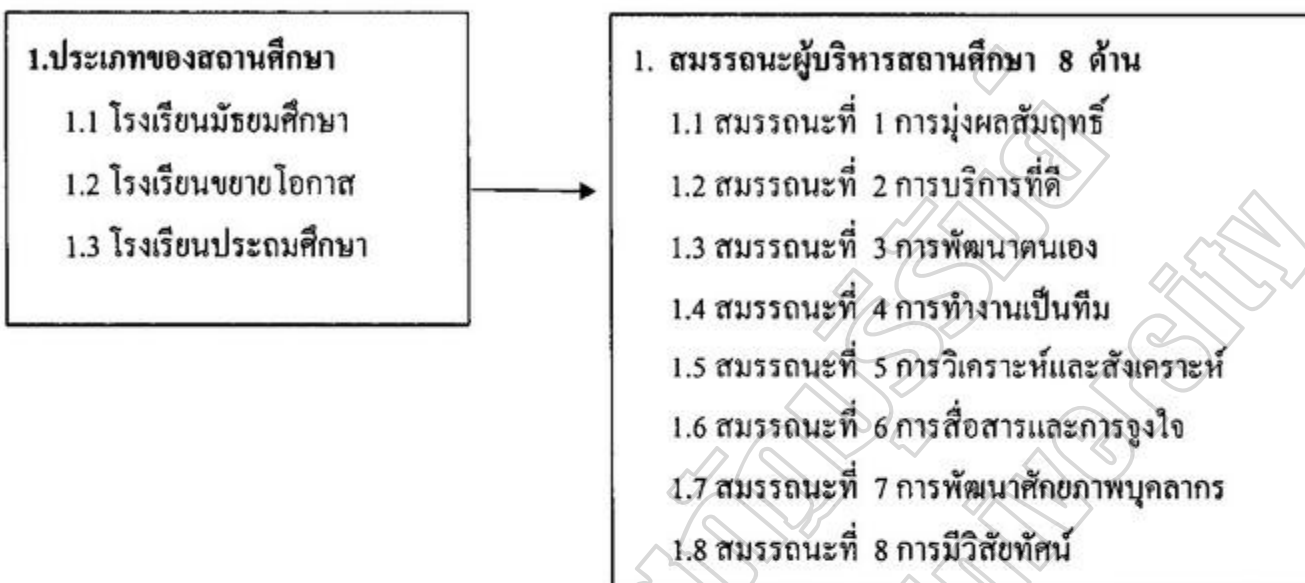 1.ประเภทของสถานศึกษา
1.1 โรงเรียนมัธยมศึกษา
1.2 โรงเรียนขยายโอกาส
1.3 โรงเรียนประถมศึกษา
1. สมรรถนะผู้บริหารสถานศึกษา 8 ด้าน
1.1 สมรรถนะที่ 1 การมุ่งผลสัมฤทธิ์
1.2 สมรรถนะที่ 2 การบริการที่ดี
1.3 สมรรถนะที่ 3 การพัฒนาตนเอง
1.4 สมรรถนะที่ 4 การทำงานเป็นทีม
1.5 สมรรถนะที่ 5 การวิเคราะห์และสังเคราะห์
1.6 สมรรถนะที่ 6 การสื่อสารและการจูงใจ
1.7 สมรรถนะที่ 7 การพัฒนาศักยภาพบุคลากร
1.8 สมรรถนะที่ 8 การมีวิสัยทัศน์